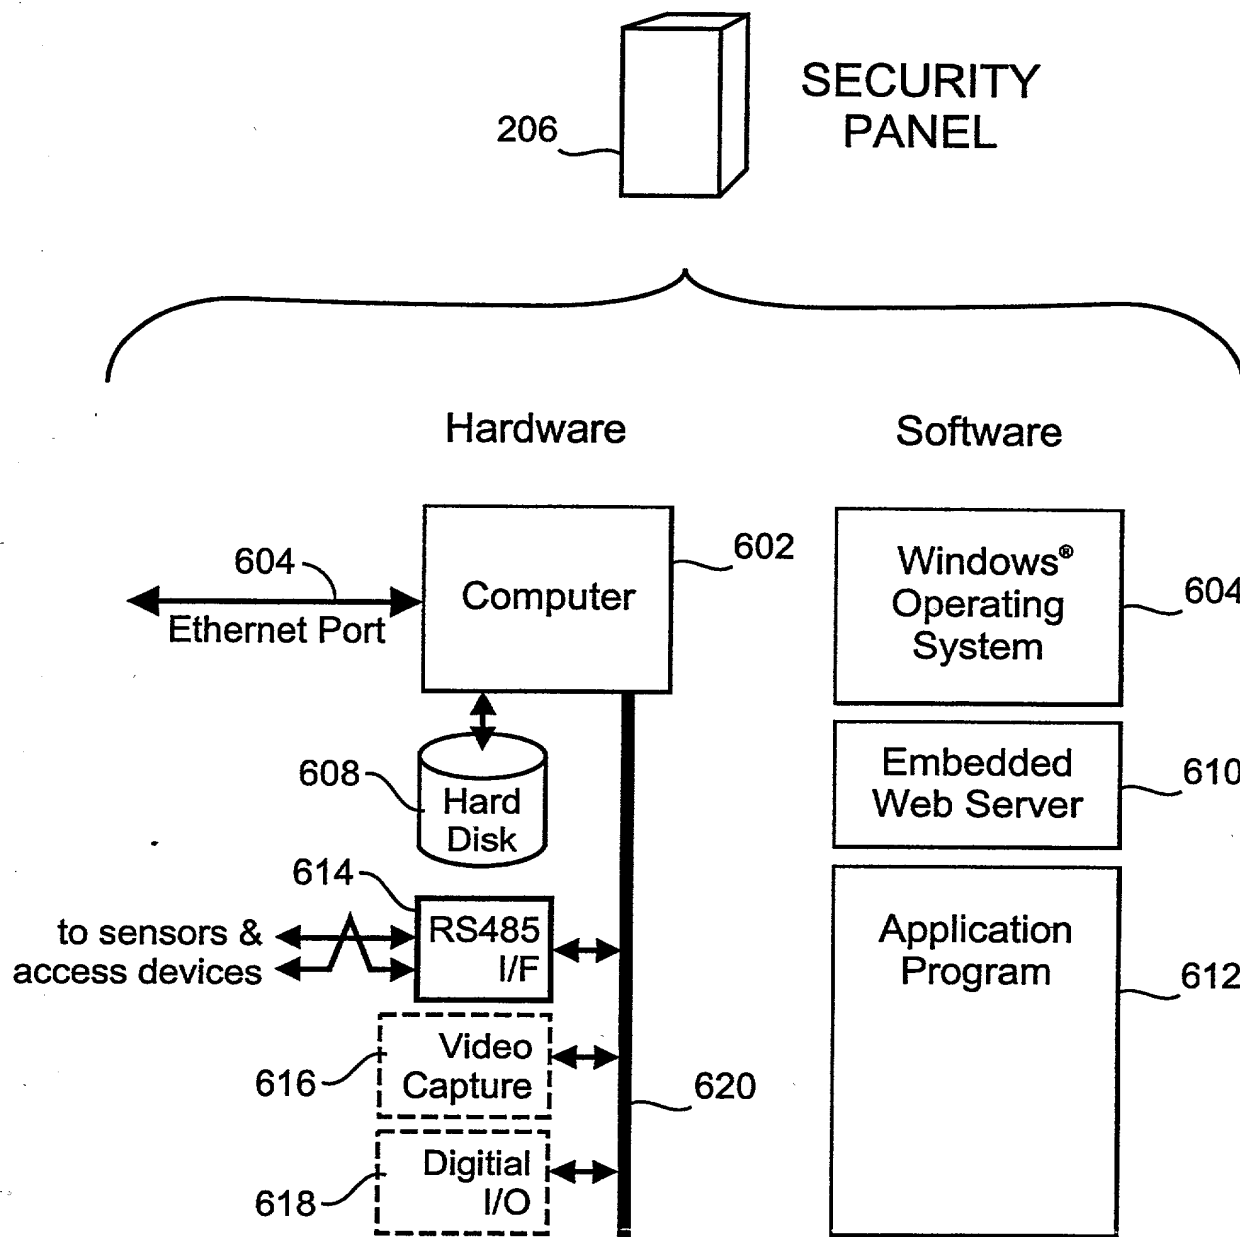 SECURITY
PANEL
206
Hardware
Software
604
Ethernet Port
Computer
602
Windows®
Operating
System
604
608
Hard
Disk
Embedded
Web Server
610
614
to sensors &
access devices
RS485
I/F
Application
Program
612
616
Video
Capture
620
618
Digitial
I/O